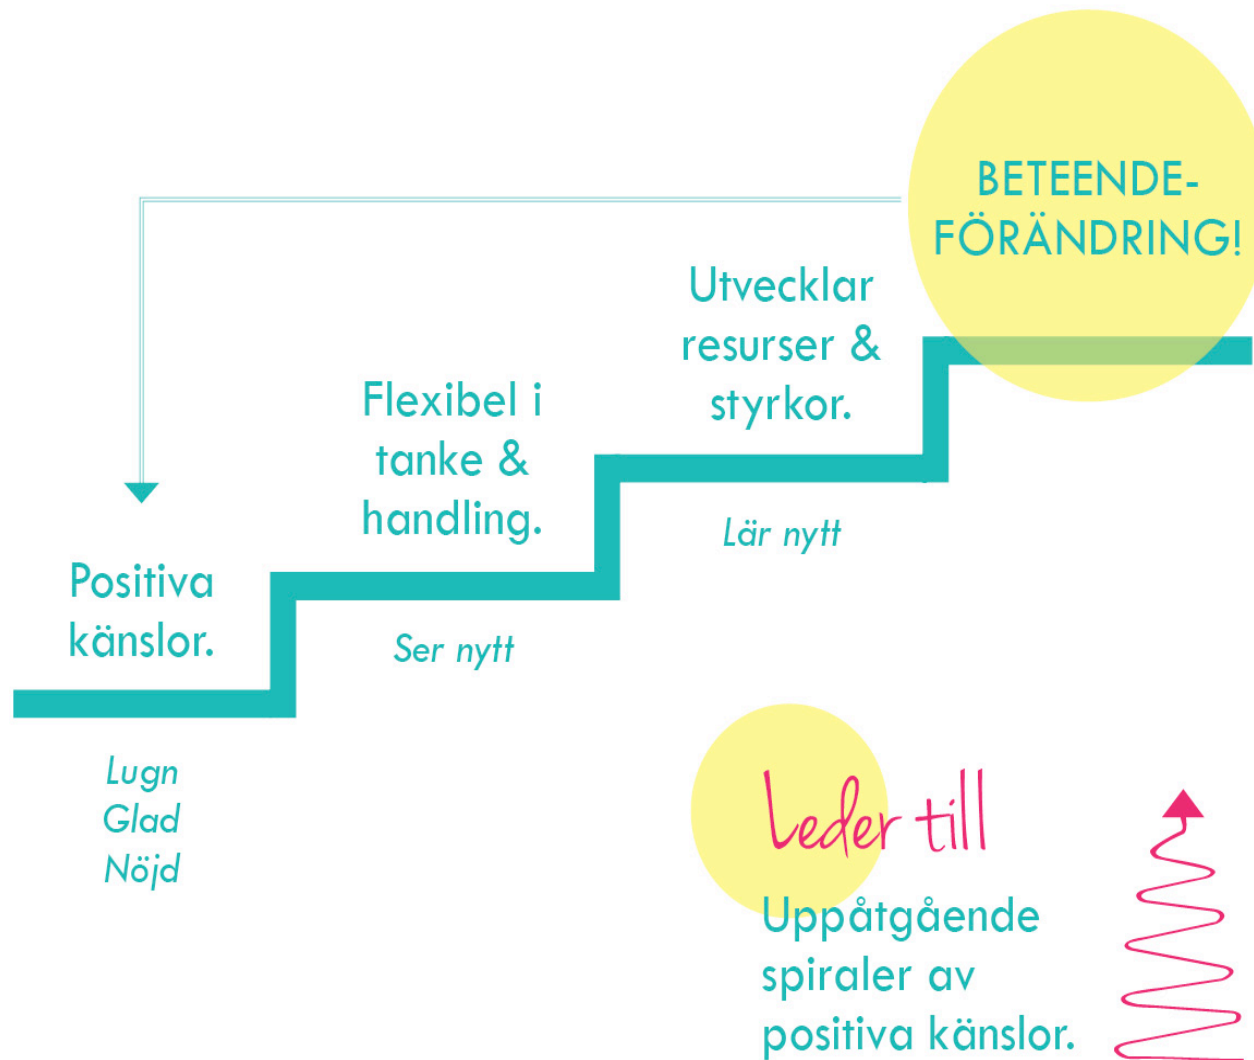 BETEENDE-
FÖRÄNDRING!
Utvecklar
resurser &
styrkor.
Lär nytt
Flexibel i
tanke &
handling.
Ser nytt
Positiva
känslor.
Lugn
Glad
Nöjd
Leder till
Uppåtgående
spiraler av
positiva känslor.